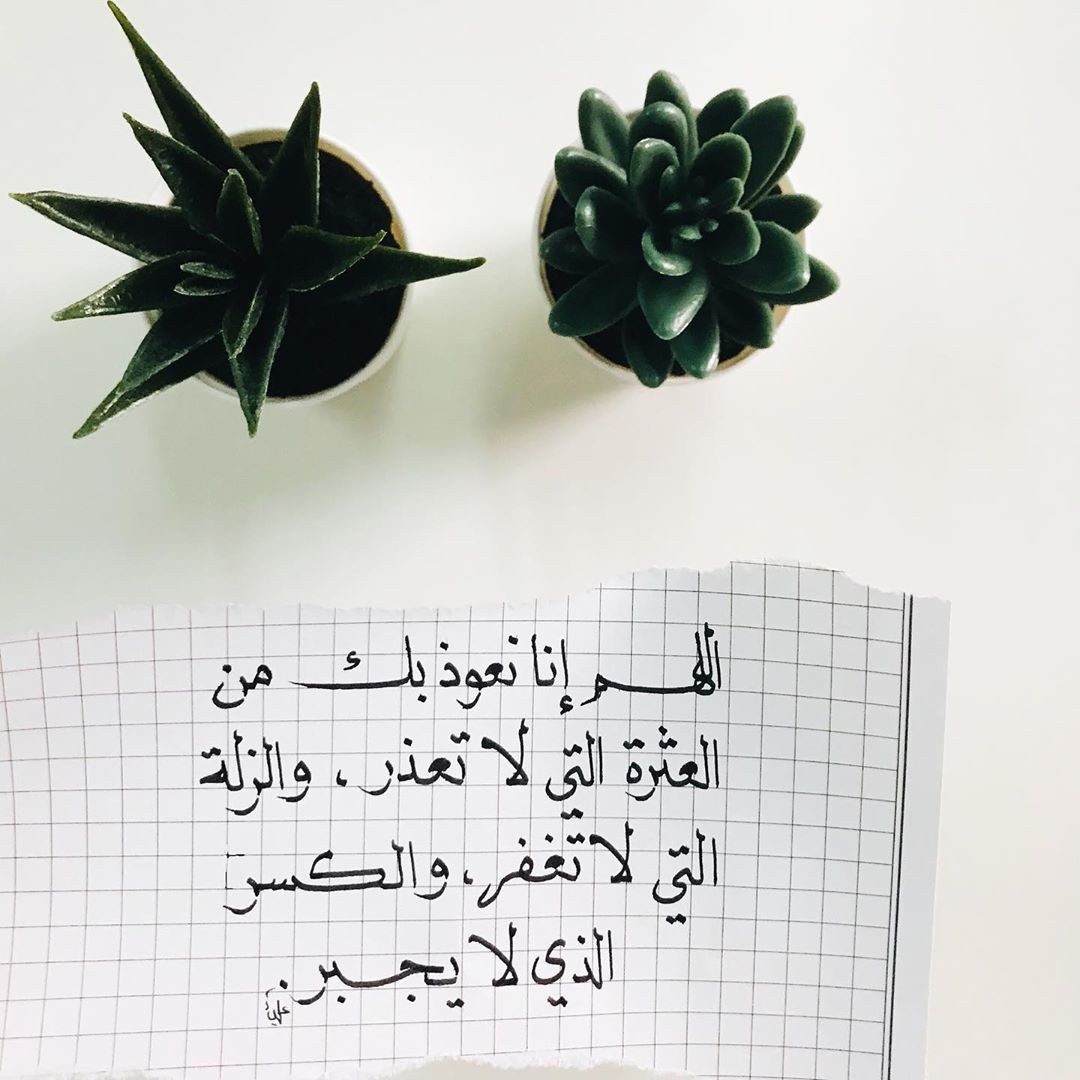 اللهم إنا نعوذ بك من
العثرة التي لا تعذر، والزلة
التي لا تغفر، والكسر
الذي لا يجبر.